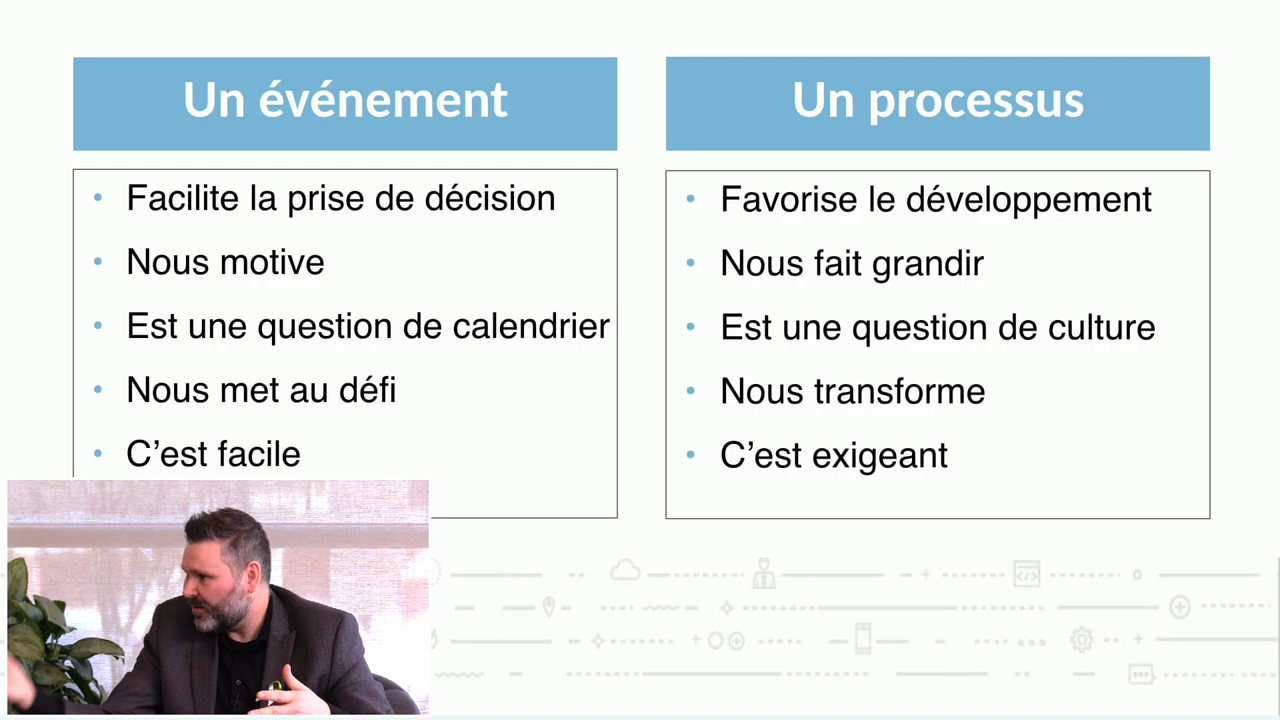 Un événement
Facilite la prise de décision
Nous motive
Est une question de calendrier
Nous met au défi
C’est facile
Un processus
Favorise le développement
Nous fait grandir
Est une question de culture
Nous transforme
C’est exigeant